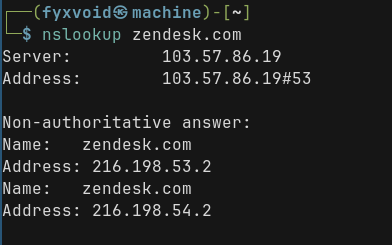 (fyxvoid㉿machine)-[~]
$ nslookup zendesk.com
Server:         103.57.86.19
Address:        103.57.86.19#53

Non-authoritative answer:
Name:   zendesk.com
Address: 216.198.53.2
Name:   zendesk.com
Address: 216.198.54.2